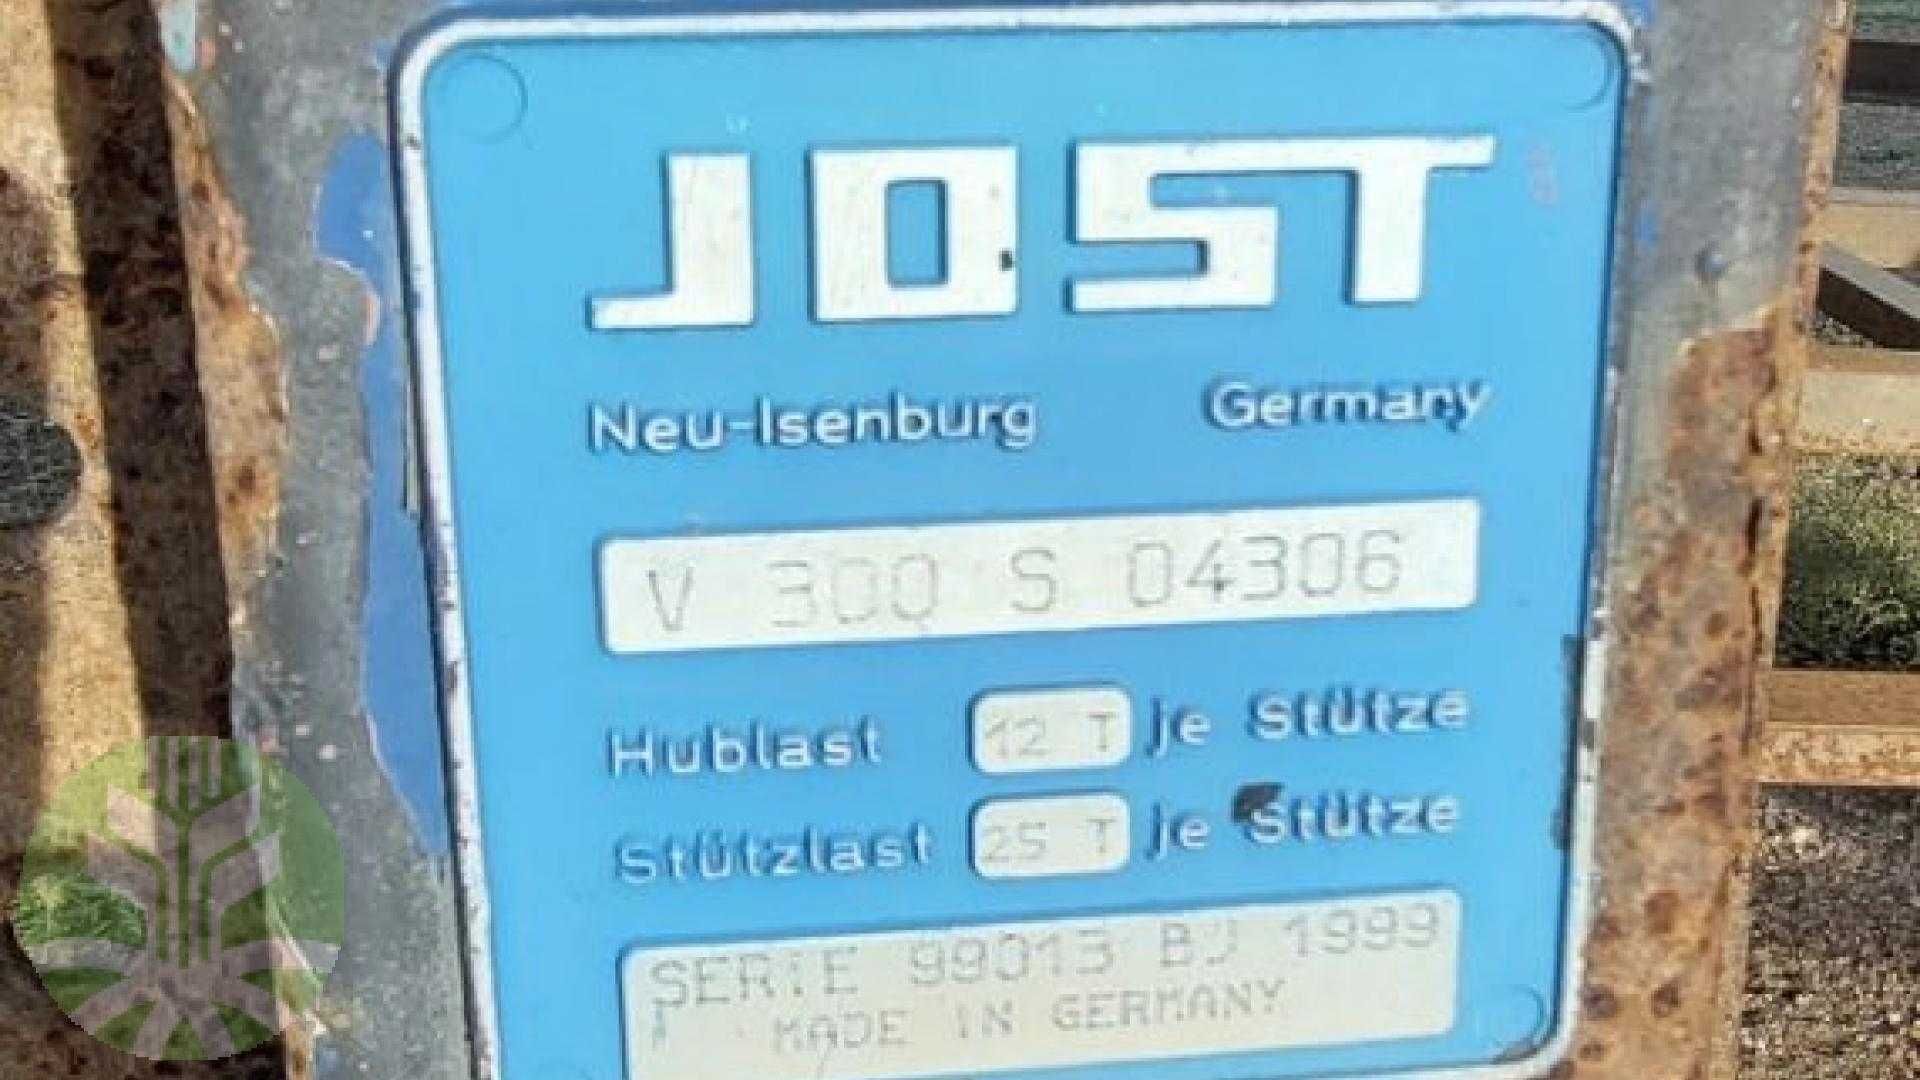 JOST
Neu-Isenburg Germany
V 300 S 04306
Hublast 12 T je Stütze
Stützlast 25 T je Stütze
SERIE 99013 BJ 1999
MADE IN GERMANY